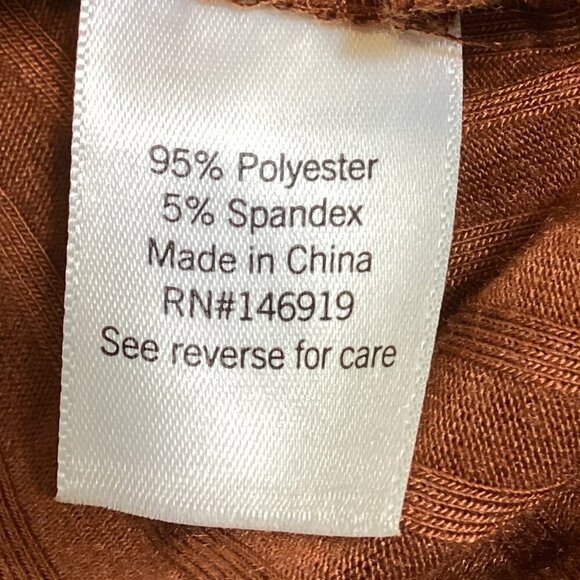 95% Polyester
5% Spandex
Made in China
RN#146919
See reverse for care